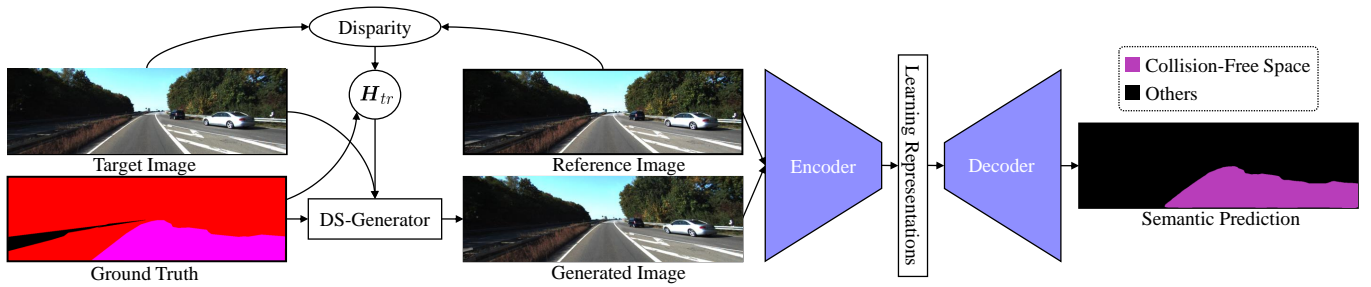 Disparity
H_tr
Target Image
Ground Truth
DS-Generator
Reference Image
Generated Image
Encoder
Learning
Representations
Decoder
Collision-Free Space
Others
Semantic Prediction